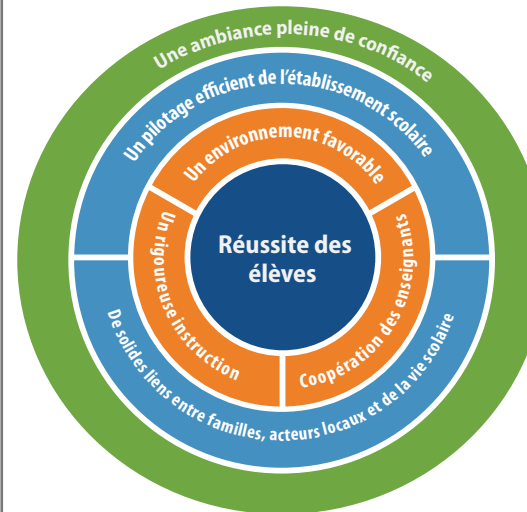 Une ambiance pleine de confiance
Un pilotage efficient de l'établissement scolaire
Un environnement favorable
Réussite des
élèves
Un rigoureuse instruction
Coopération des enseignants
De solides liens entre familles, acteurs locaux et de la vie scolaire